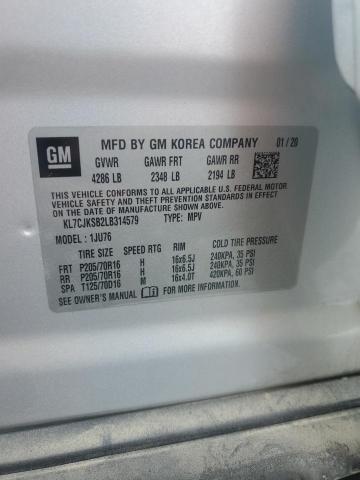 GM
MFD BY GM KOREA COMPANY 01/20
GVWR GAWR FRT GAWR RR
4286 LB 2348 LB 2194 LB
THIS VEHICLE CONFORMS TO ALL APPLICABLE U.S. FEDERAL MOTOR
VEHICLE SAFETY, BUMPER, AND THEFT PREVENTION STANDARDS IN
EFFECT ON THE DATE OF MANUFACTURE SHOWN ABOVE.
KL7CJKSB2LB314579 TYPE: MPV
MODEL: 1JU76
TIRE SIZE SPEED RTG RIM COLD TIRE PRESSURE
FRT P205/70R16 H 16x6.5J 240KPA, 35 PSI
RR P205/70R16 H 16x6.5J 240KPA, 35 PSI
SPA T125/70D16 M 16x4.0T 420KPA, 60 PSI
SEE OWNER'S MANUAL FOR MORE INFORMATION